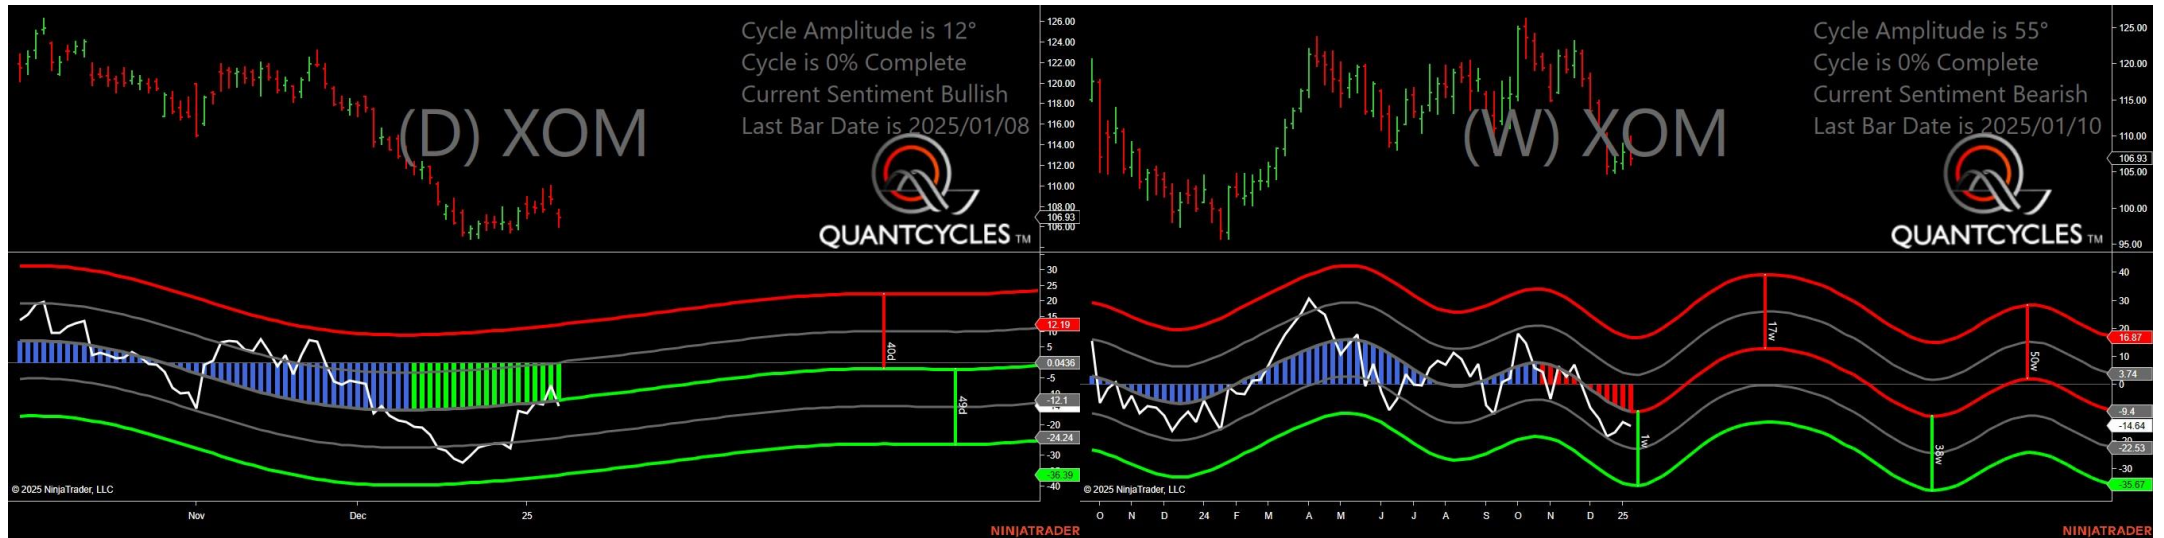 Cycle Amplitude is 12°
Cycle is 0% Complete
Current Sentiment Bullish
Last Bar Date is 2025/01/08
(D) XOM
QUANTCYCLES TM
126.00
124.00
122.00
120.00
118.00
116.00
114.00
112.00
110.00
108.00
106.93
106.00
30
25
20
15
12.19
10
5
0.0436
-5
-12.1
-20
-24.24
-30
-36.39
-40
40d
49d
© 2025 NinjaTrader, LLC
Nov
Dec
25
NINJATRADER
Cycle Amplitude is 55°
Cycle is 0% Complete
Current Sentiment Bearish
Last Bar Date is 2025/01/10
(W) XOM
QUANTCYCLES TM
125.00
120.00
115.00
110.00
106.93
105.00
100.00
95.00
40
30
20
16.87
10
3.74
0
-9.4
-14.64
-22.53
-30
-35.67
17w
50w
1w
38w
© 2025 NinjaTrader, LLC
O N D 24 F M A M J J A S O N D 25
NINJATRADER